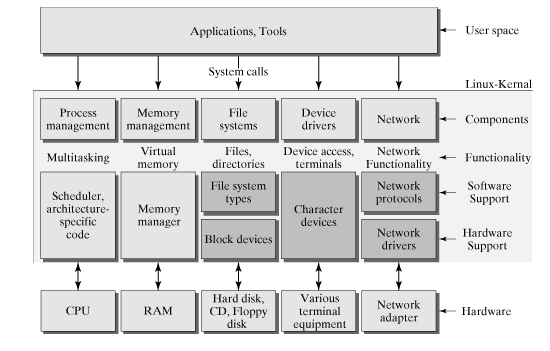 Applications, Tools
User space
System calls
Linux-Kernal
Process
management
Memory
management
File
systems
Device
drivers
Network
Components
Multitasking
Virtual
memory
Files,
directories
Device access,
terminals
Network
Functionality
Functionality
Scheduler,
architecture-
specific
code
Memory
manager
File system
types
Block devices
Character
devices
Network
protocols
Network
drivers
Software
Support
Hardware
Support
CPU
RAM
Hard disk,
CD, Floppy
disk
Various
terminal
equipment
Network
adapter
Hardware